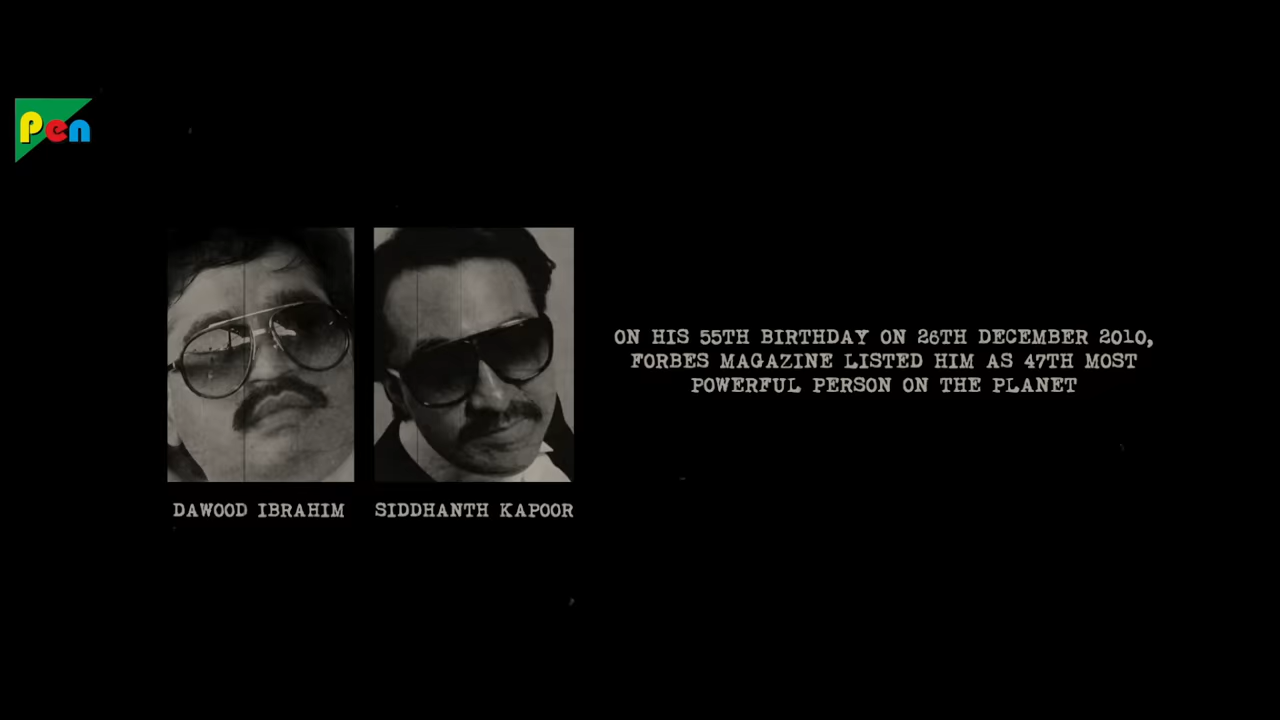 Pen
ON HIS 55TH BIRTHDAY ON 26TH DECEMBER 2010,
FORBES MAGAZINE LISTED HIM AS 47TH MOST
POWERFUL PERSON ON THE PLANET
DAWOOD IBRAHIM
SIDDHANTH KAPOOR